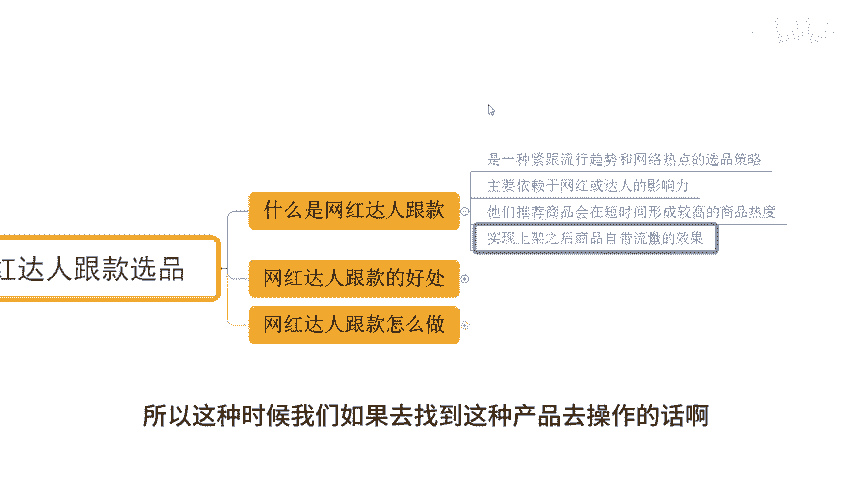 是一种紧跟流行趋势和网络热点的选品策略
主要依赖于网红或达人的影响力
什么是网红达人跟款
他们推荐商品会在短时间形成较高的商品热度
实现上架之后商品自带流量的效果
红达人跟款选品
网红达人跟款的好处
网红达人跟款怎么做
所以这种时候我们如果去找到这种产品去操作的话啊